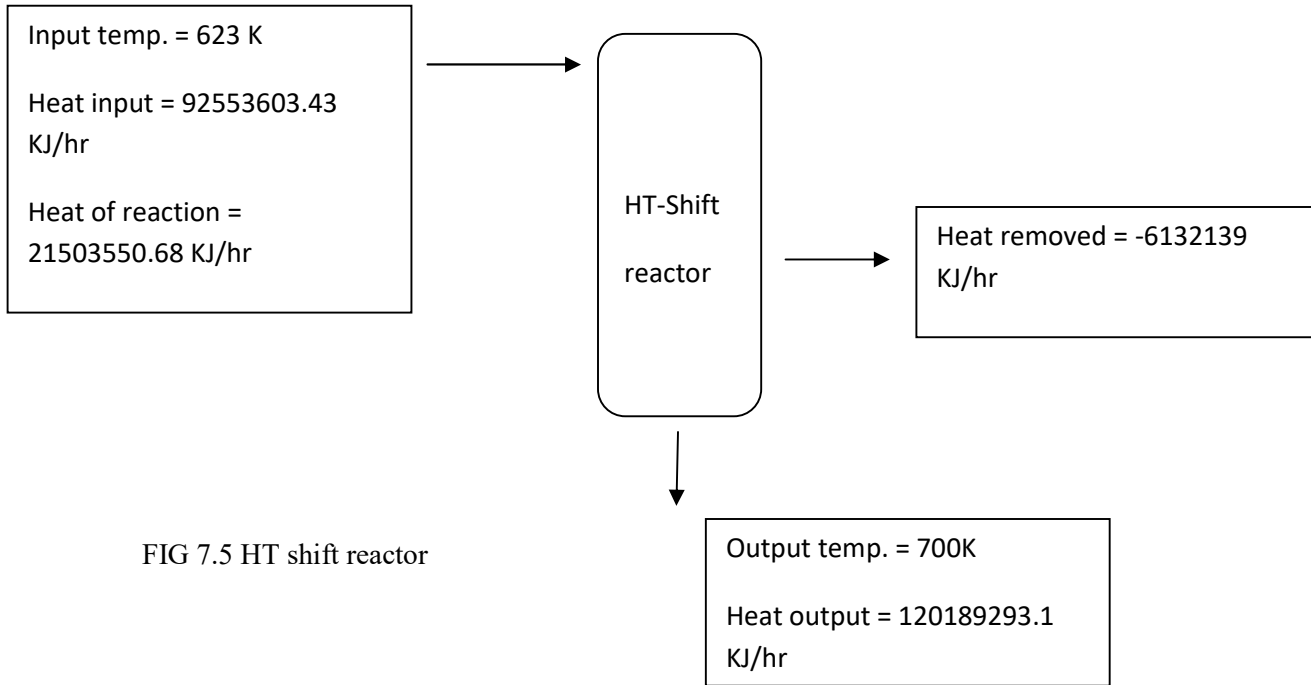 Input temp. = 623 K
Heat input = 92553603.43
KJ/hr
Heat of reaction =
21503550.68 KJ/hr
HT-Shift
reactor
Heat removed = -6132139
KJ/hr
FIG 7.5 HT shift reactor
Output temp. = 700K
Heat output = 120189293.1
KJ/hr